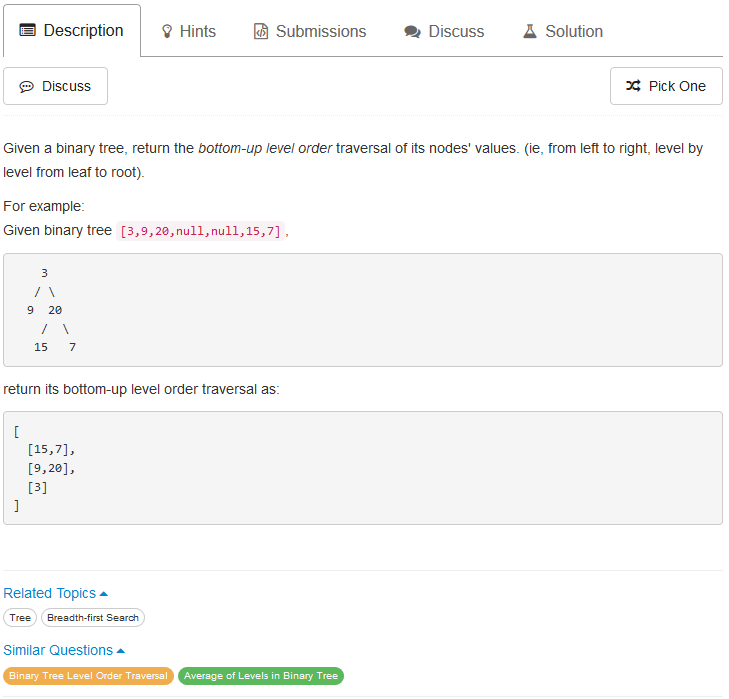 Description Hints Submissions Discuss Solution
Discuss Pick One
Given a binary tree, return the bottom-up level order traversal of its nodes' values. (ie, from left to right, level by
level from leaf to root).
For example:
Given binary tree [3,9,20,null,null,15,7],
3
/ \
9 20
/ \
15 7
return its bottom-up level order traversal as:
[
[15,7],
[9,20],
[3]
]
Related Topics
Tree Breadth-first Search
Similar Questions
Binary Tree Level Order Traversal Average of Levels in Binary Tree